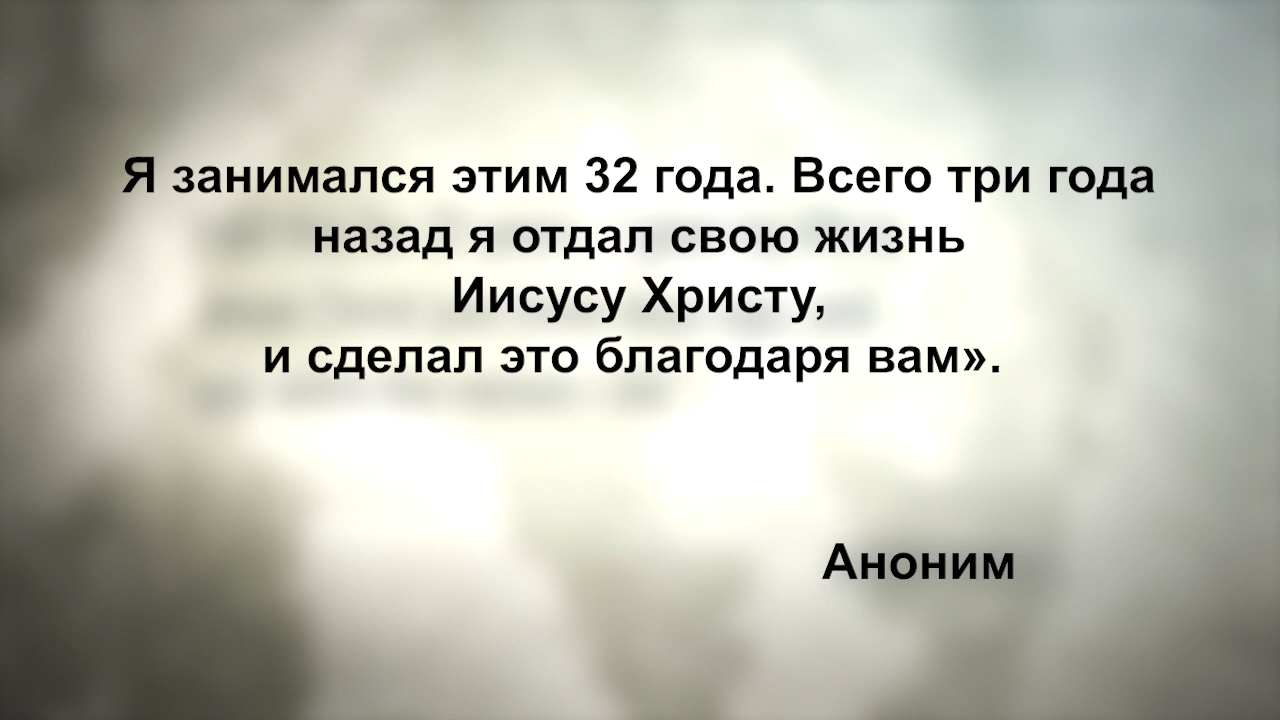 Я занимался этим 32 года. Всего три года
назад я отдал свою жизнь
Иисусу Христу,
и сделал это благодаря вам».
Аноним